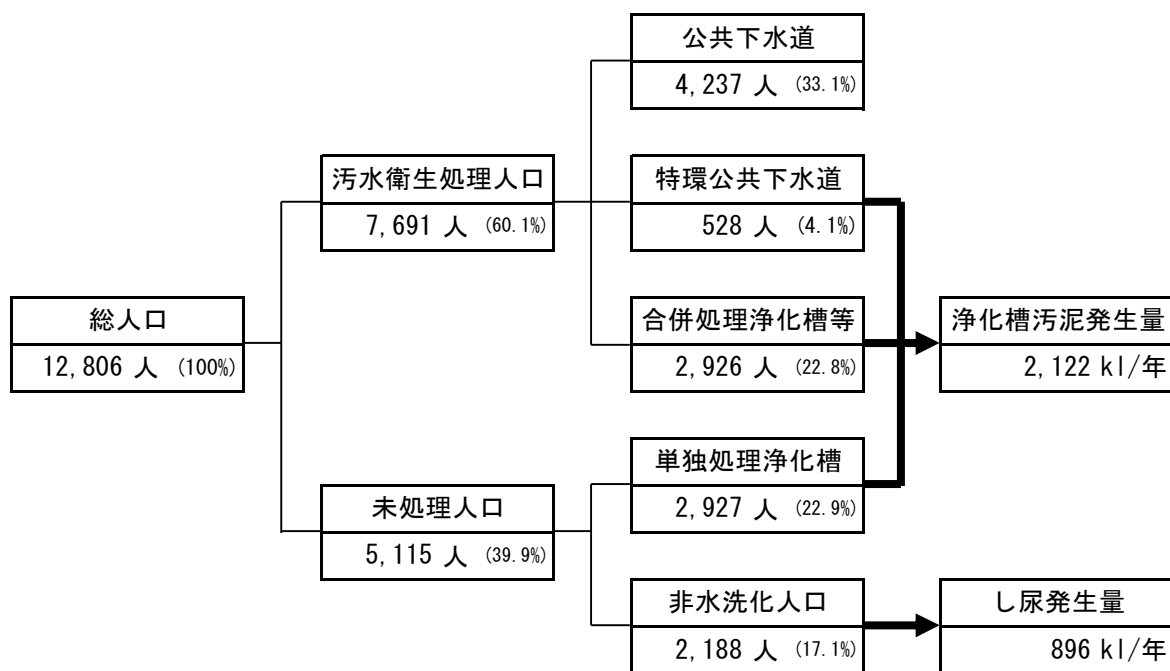 公共下水道
4,237 人 (33.1%)
汚水衛生処理人口
7,691 人 (60.1%)
特環公共下水道
528 人 (4.1%)
総人口
12,806 人 (100%)
合併処理浄化槽等
2,926 人 (22.8%)
浄化槽汚泥発生量
2,122 kl/年
単独処理浄化槽
2,927 人 (22.9%)
未処理人口
5,115 人 (39.9%)
非水洗化人口
2,188 人 (17.1%)
し尿発生量
896 kl/年